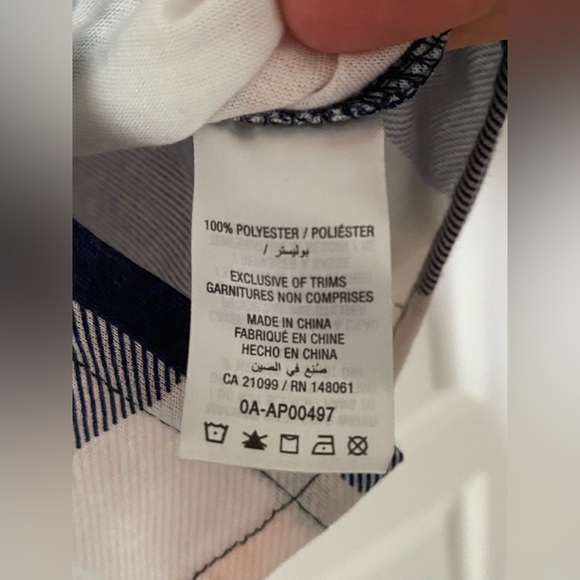 100% POLYESTER / POLIÉSTER
/ بوليستر
EXCLUSIVE OF TRIMS
GARNITURES NON COMPRISES
MADE IN CHINA
FABRIQUÉ EN CHINE
HECHO EN CHINA
صُنع في الصين
CA 21099 / RN 148061
0A-AP00497